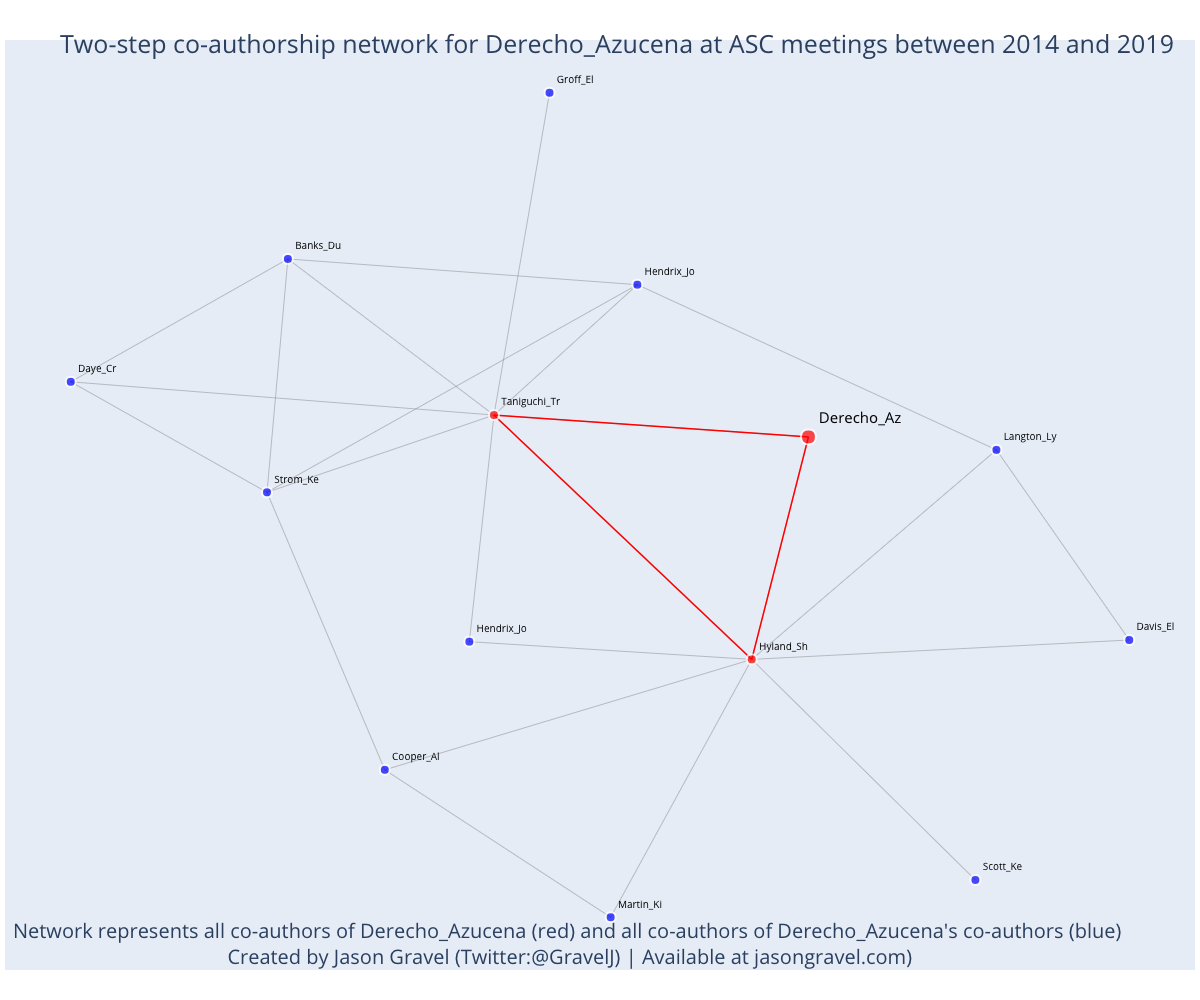 Two-step co-authorship network for Derecho_Azucena at ASC meetings between 2014 and 2019
Groff_El
Banks_Du
Hendrix_Jo
Daye_Cr
Taniguchi_Tr
Derecho_Az
Langton_Ly
Strom_Ke
Hendrix_Jo
Davis_El
Hyland_Sh
Cooper_Al
Scott_Ke
Martin_Ki
Network represents all co-authors of Derecho_Azucena (red) and all co-authors of Derecho_Azucena's co-authors (blue)
Created by Jason Gravel (Twitter:@GravelJ) | Available at jasongravel.com)